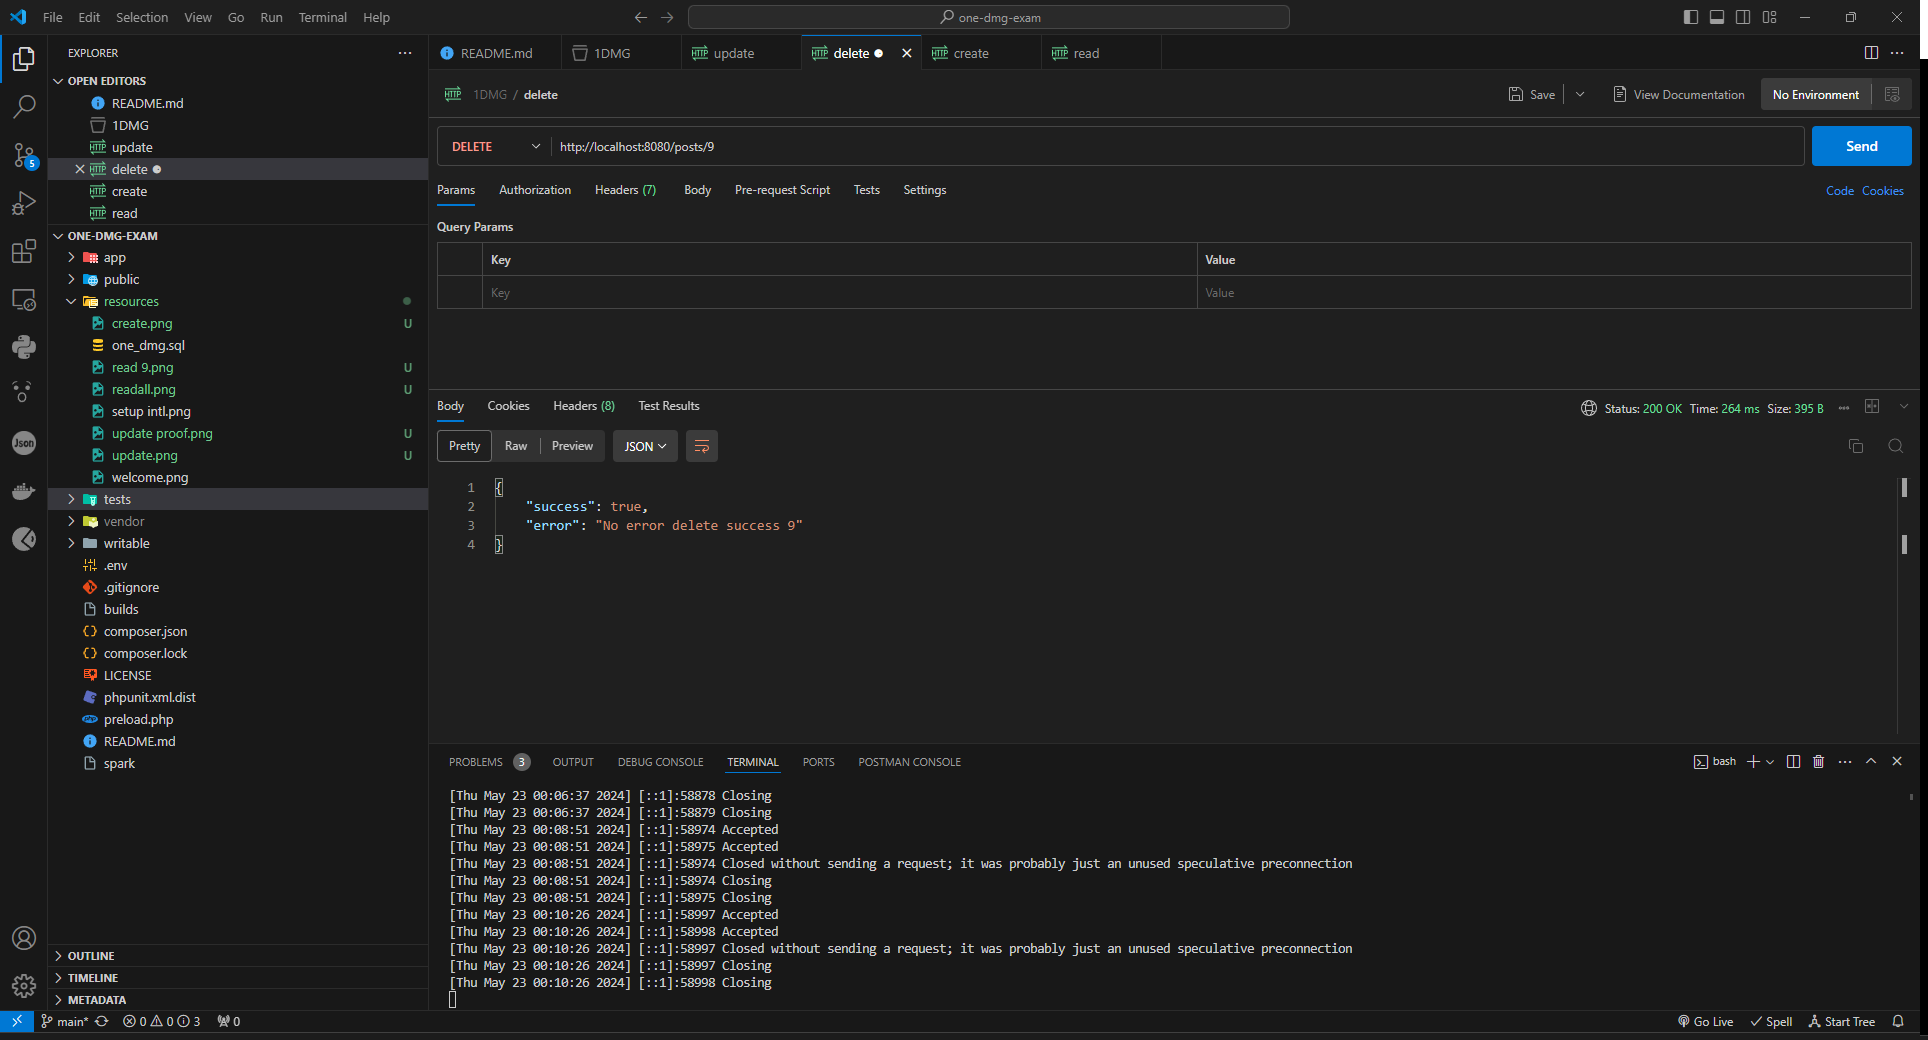 File Edit Selection View Go Run Terminal Help
one-dmg-exam
EXPLORER
OPEN EDITORS
README.md
1DMG
update
delete
create
read
ONE-DMG-EXAM
app
public
resources
create.png U
one_dmg.sql
read 9.png U
readall.png U
setup intl.png
update proof.png U
update.png U
welcome.png
tests
vendor
writable
.env
.gitignore
builds
composer.json
composer.lock
LICENSE
phpunit.xml.dist
preload.php
README.md
spark
OUTLINE
TIMELINE
METADATA
5
Json
README.md 1DMG update delete create read
HTTP 1DMG / delete Save View Documentation No Environment
DELETE http://localhost:8080/posts/9 Send
Params Authorization Headers (7) Body Pre-request Script Tests Settings Code Cookies
Query Params
Key Value
Key Value
Body Cookies Headers (8) Test Results Status: 200 OK Time: 264 ms Size: 395 B
Pretty Raw Preview JSON
1 {
2 "success": true,
3 "error": "No error delete success 9"
4 }
PROBLEMS 3 OUTPUT DEBUG CONSOLE TERMINAL PORTS POSTMAN CONSOLE bash
[Thu May 23 00:06:37 2024] [::1]:58878 Closing
[Thu May 23 00:06:37 2024] [::1]:58879 Closing
[Thu May 23 00:08:51 2024] [::1]:58974 Accepted
[Thu May 23 00:08:51 2024] [::1]:58975 Accepted
[Thu May 23 00:08:51 2024] [::1]:58974 Closed without sending a request; it was probably just an unused speculative preconnection
[Thu May 23 00:08:51 2024] [::1]:58974 Closing
[Thu May 23 00:08:51 2024] [::1]:58975 Closing
[Thu May 23 00:10:26 2024] [::1]:58997 Accepted
[Thu May 23 00:10:26 2024] [::1]:58998 Accepted
[Thu May 23 00:10:26 2024] [::1]:58997 Closed without sending a request; it was probably just an unused speculative preconnection
[Thu May 23 00:10:26 2024] [::1]:58997 Closing
[Thu May 23 00:10:26 2024] [::1]:58998 Closing
main* 0 0 3 0 Go Live Spell Start Tree